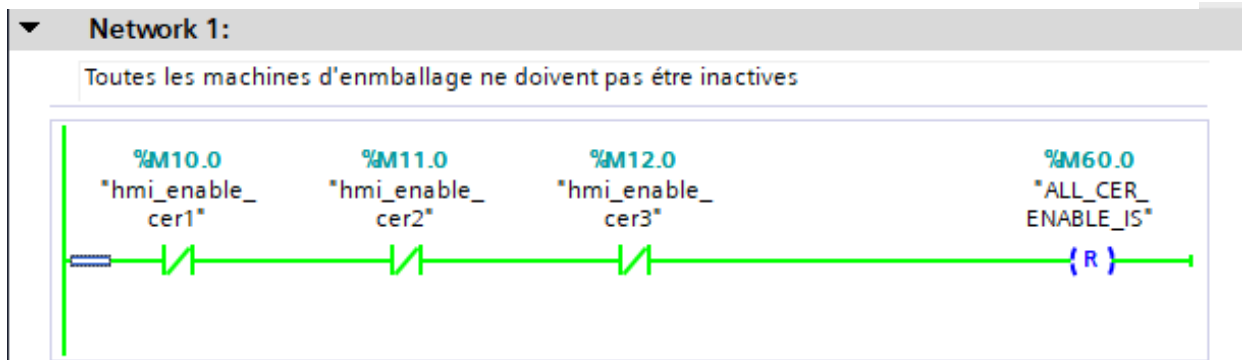 Network 1:
Toutes les machines d'enmballage ne doivent pas étre inactives
%M10.0 %M11.0 %M12.0 %M60.0
"hmi_enable_ "hmi_enable_ "hmi_enable_ "ALL_CER_
cer1" cer2" cer3" ENABLE_IS"
R